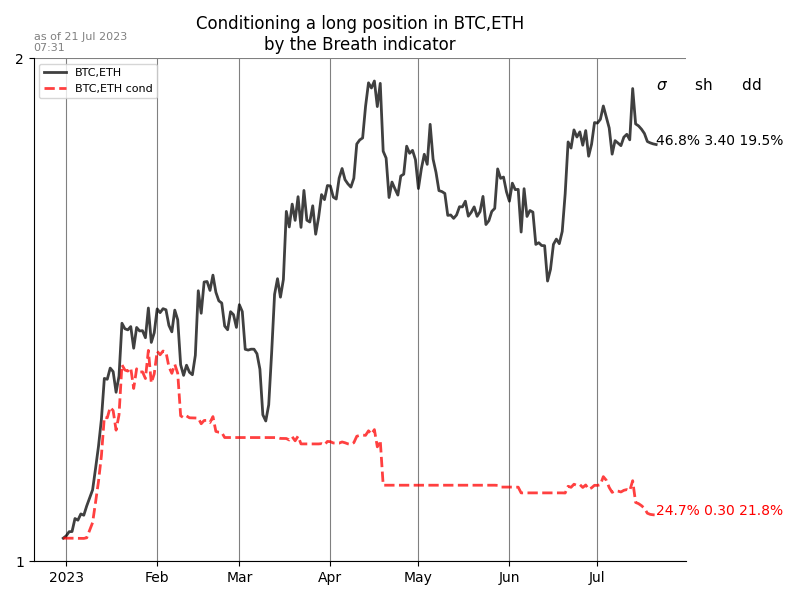 Conditioning a long position in BTC,ETH
by the Breath indicator
as of 21 Jul 2023
07:31
2
BTC,ETH
BTC,ETH cond
σ sh dd
46.8% 3.40 19.5%
24.7% 0.30 21.8%
1
2023 Feb Mar Apr May Jun Jul